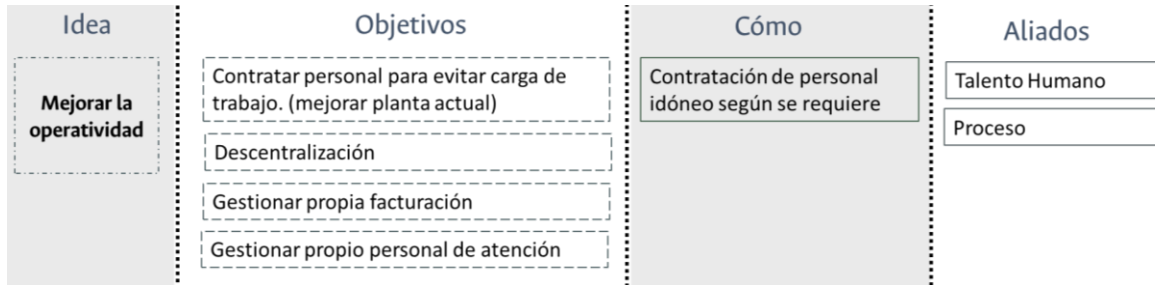 Idea
Mejorar la
operatividad
Objetivos
Contratar personal para evitar carga de
trabajo. (mejorar planta actual)
Descentralización
Gestionar propia facturación
Gestionar propio personal de atención
Cómo
Contratación de personal
idóneo según se requiere
Aliados
Talento Humano
Proceso